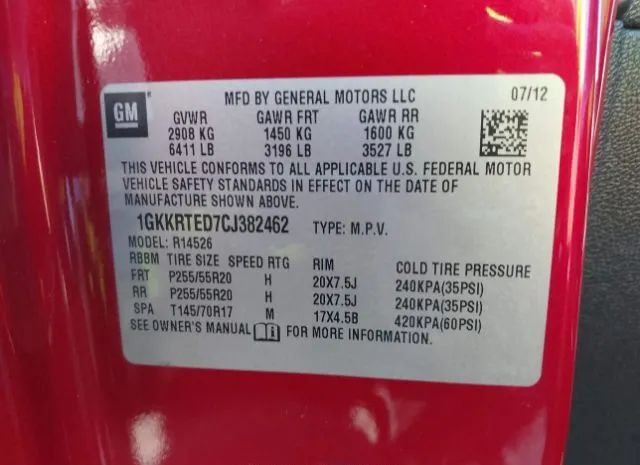 GM
MFD BY GENERAL MOTORS LLC 07/12
GVWR GAWR FRT GAWR RR
2908 KG 1450 KG 1600 KG
6411 LB 3196 LB 3527 LB
THIS VEHICLE CONFORMS TO ALL APPLICABLE U.S. FEDERAL MOTOR
VEHICLE SAFETY STANDARDS IN EFFECT ON THE DATE OF
MANUFACTURE SHOWN ABOVE.
1GKKRTED7CJ382462 TYPE: M.P.V.
MODEL: R14526
RBBM TIRE SIZE SPEED RTG RIM COLD TIRE PRESSURE
FRT P255/55R20 H 20X7.5J 240KPA(35PSI)
RR P255/55R20 H 20X7.5J 240KPA(35PSI)
SPA T145/70R17 M 17X4.5B 420KPA(60PSI)
SEE OWNER'S MANUAL FOR MORE INFORMATION.